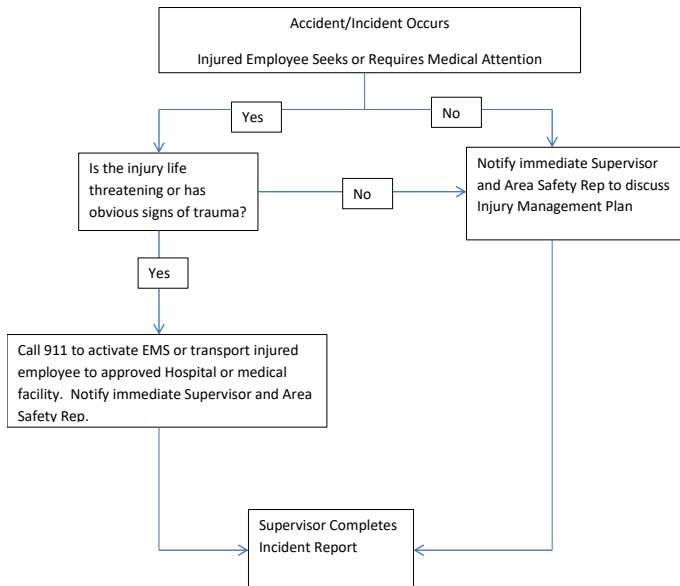 Accident/Incident Occurs
Injured Employee Seeks or Requires Medical Attention
Yes
No
Is the injury life
threatening or has
obvious signs of trauma?
No
Notify immediate Supervisor
and Area Safety Rep to discuss
Injury Management Plan
Yes
Call 911 to activate EMS or transport injured
employee to approved Hospital or medical
facility.  Notify immediate Supervisor and Area
Safety Rep.
Supervisor Completes
Incident Report